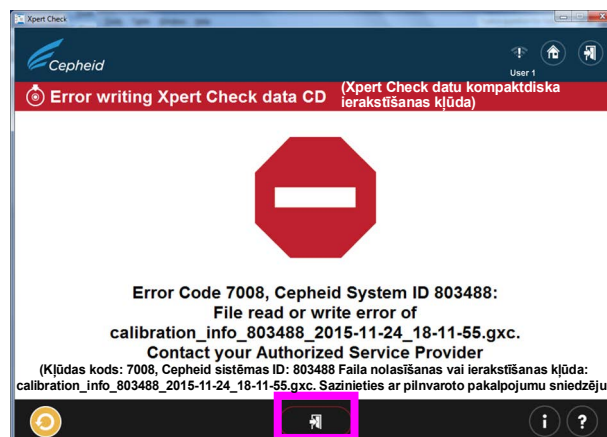 Xpert Check
Cepheid
User 1
Error writing Xpert Check data CD
(Xpert Check datu kompaktdiska
ierakstīšanas kļūda)
Error Code 7008, Cepheid System ID 803488:
File read or write error of
calibration_info_803488_2015-11-24_18-11-55.gxc.
Contact your Authorized Service Provider
(Kļūdas kods: 7008, Cepheid sistēmas ID: 803488 Faila nolasīšanas vai ierakstīšanas kļūda:
calibration_info_803488_2015-11-24_18-11-55.gxc. Sazinieties ar pilnvaroto pakalpojumu sniedzēju
i ?